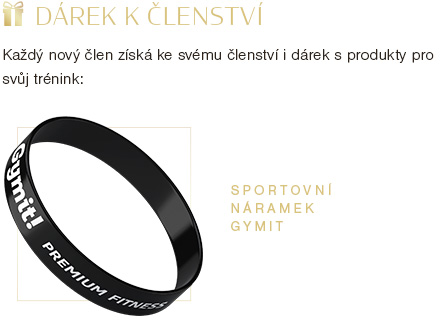 DÁREK K ČLENSTVÍ
Každý nový člen získá ke svému členství i dárek s produkty pro
svůj trénink:
Gymit!
PREMIUM FITNESS
SPORTOVNÍ
NÁRAMEK
GYMIT